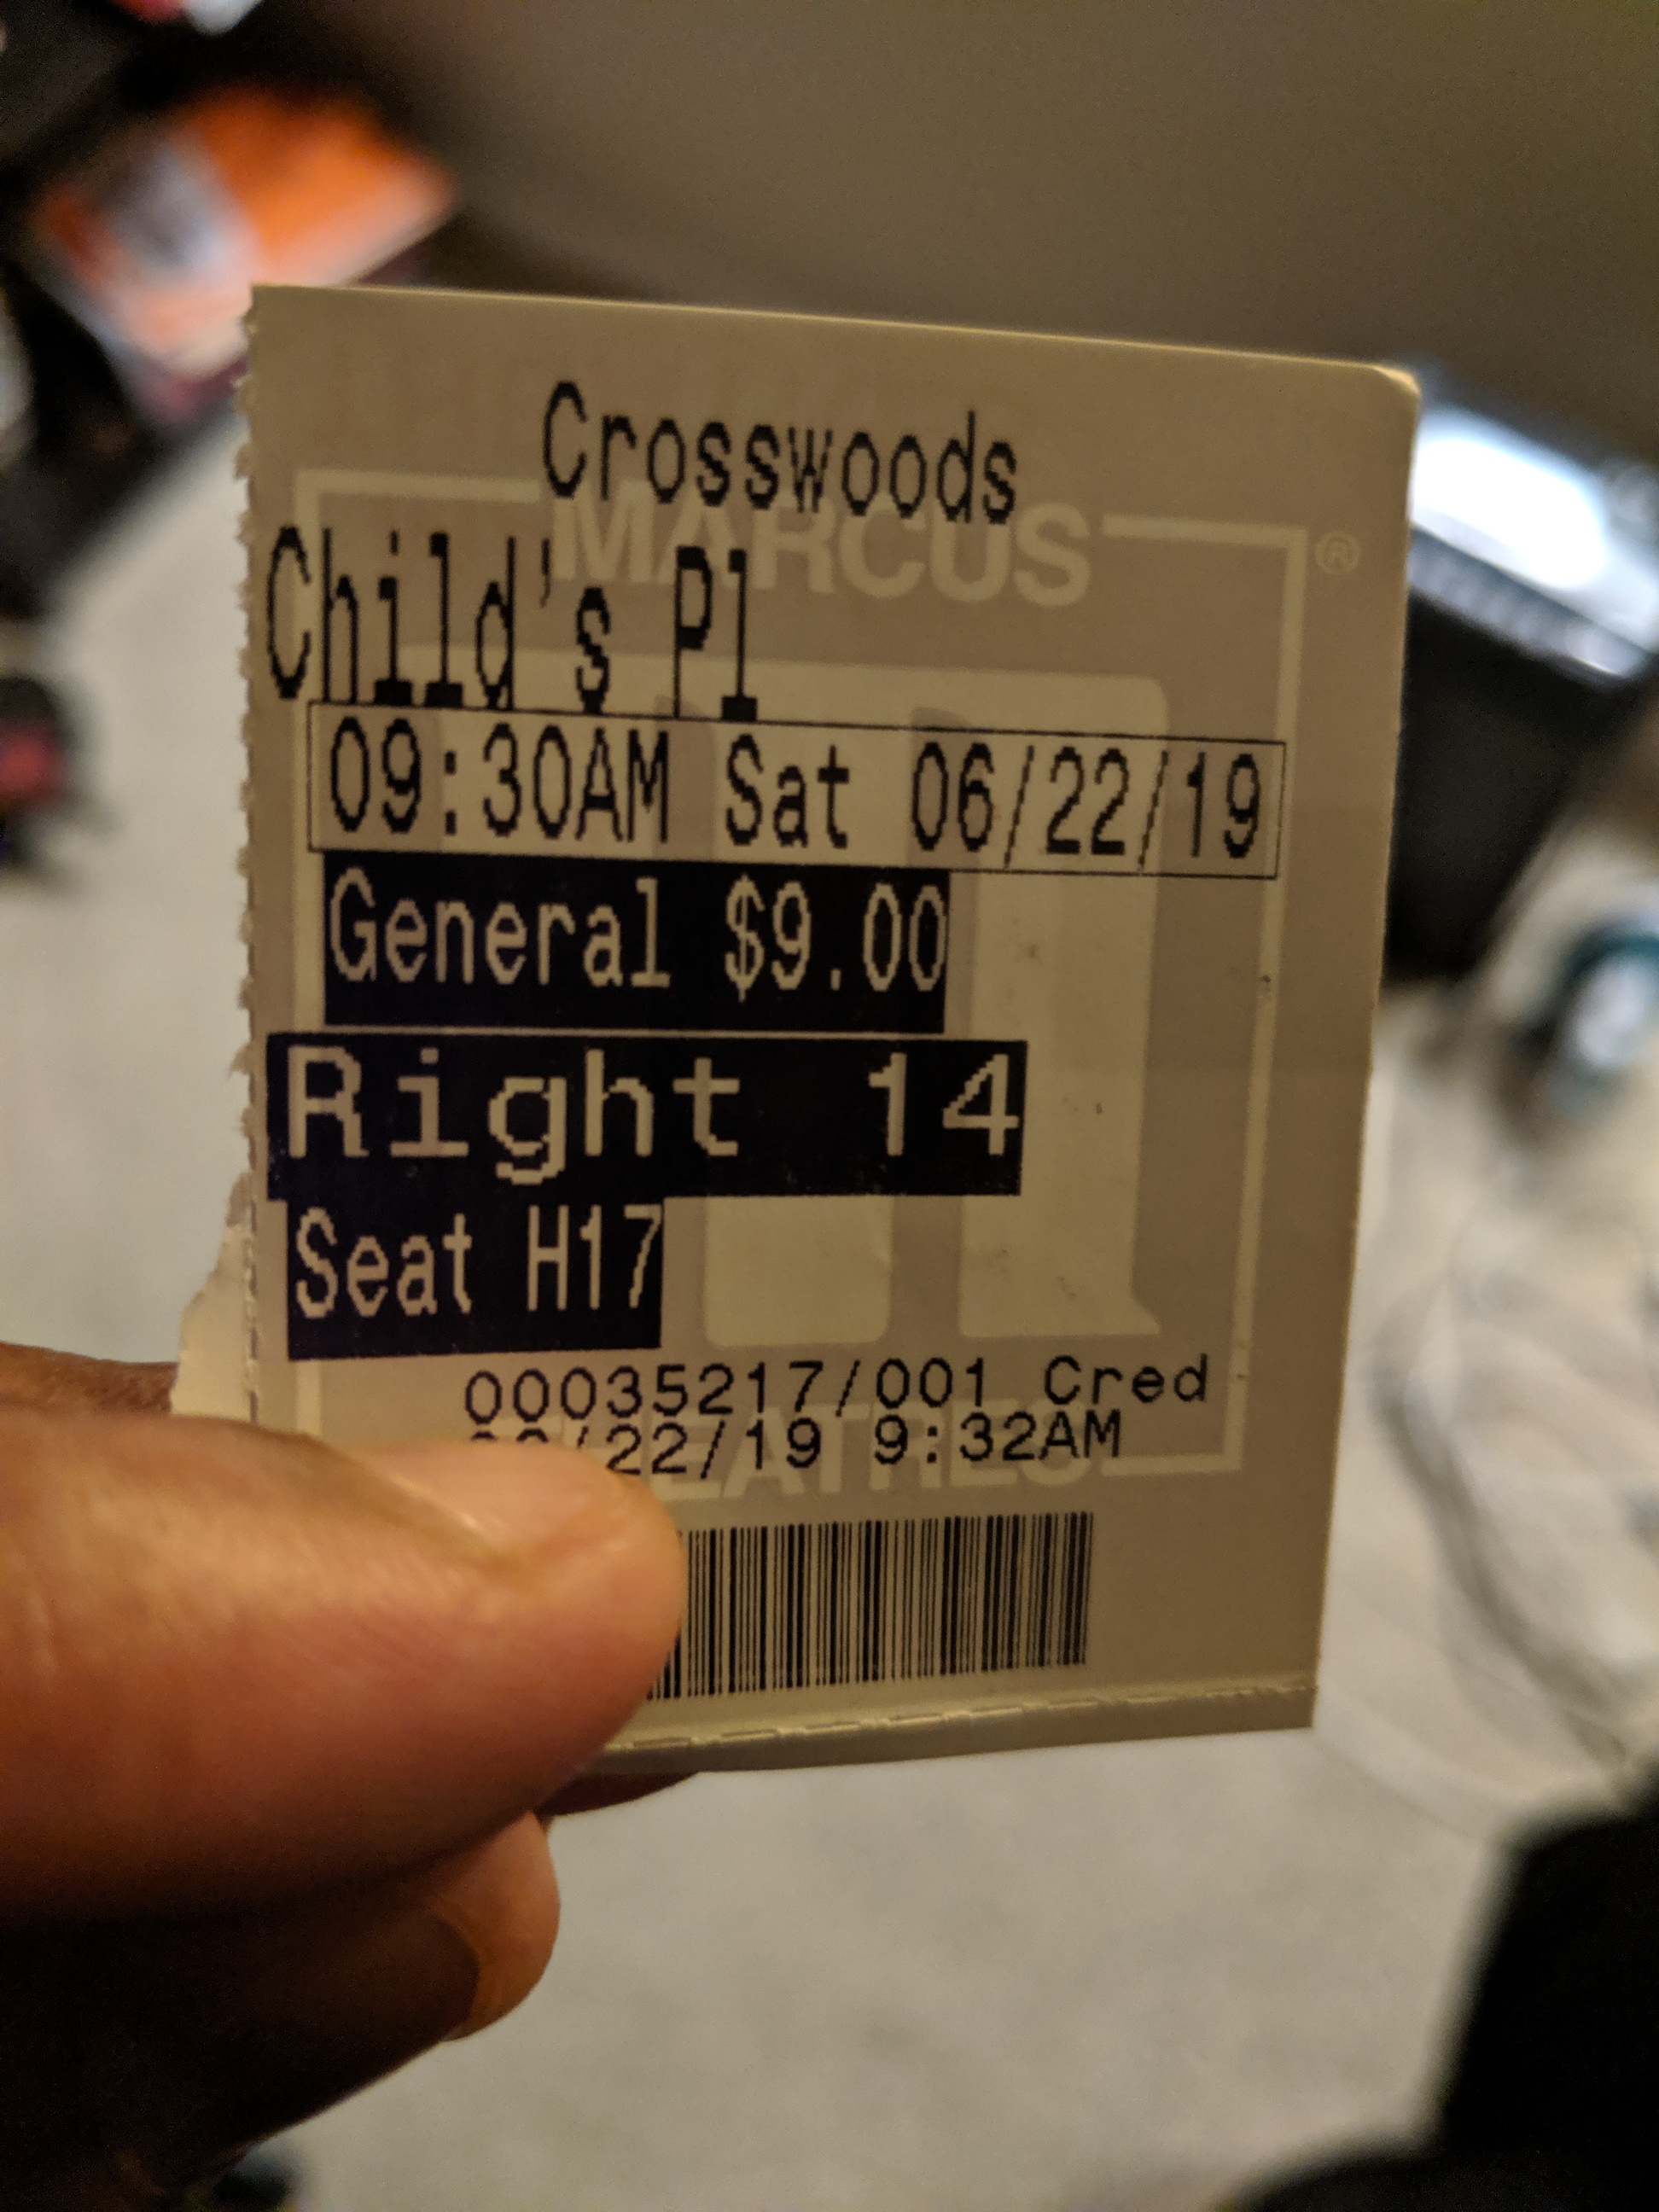 Crosswoods
MARCUS ®
Child's Pl
09:30AM Sat 06/22/19
General $9.00
Right 14
Seat H17
00035217/001 Cred
/22/19 9:32AM